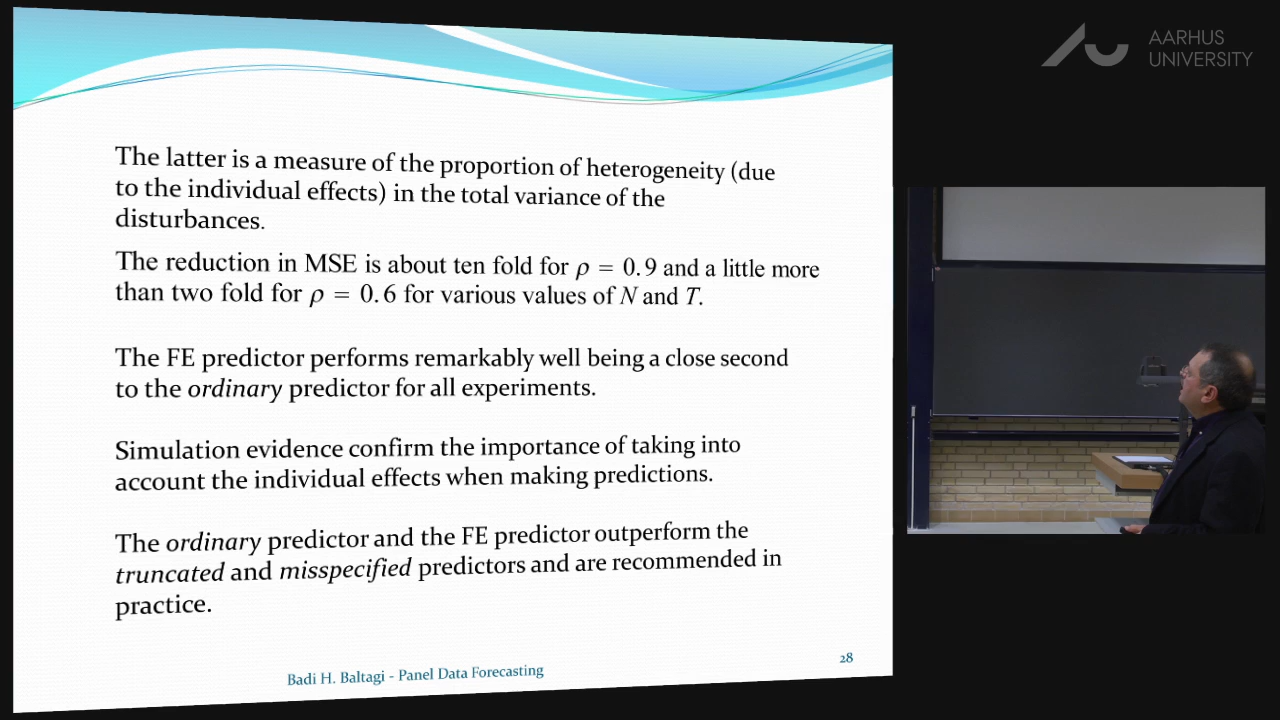 AARHUS
UNIVERSITY
The latter is a measure of the proportion of heterogeneity (due
to the individual effects) in the total variance of the
disturbances.
The reduction in MSE is about ten fold for ρ = 0.9 and a little more
than two fold for ρ = 0.6 for various values of N and T.
The FE predictor performs remarkably well being a close second
to the ordinary predictor for all experiments.
Simulation evidence confirm the importance of taking into
account the individual effects when making predictions.
The ordinary predictor and the FE predictor outperform the
truncated and misspecified predictors and are recommended in
practice.
Badi H. Baltagi - Panel Data Forecasting
28